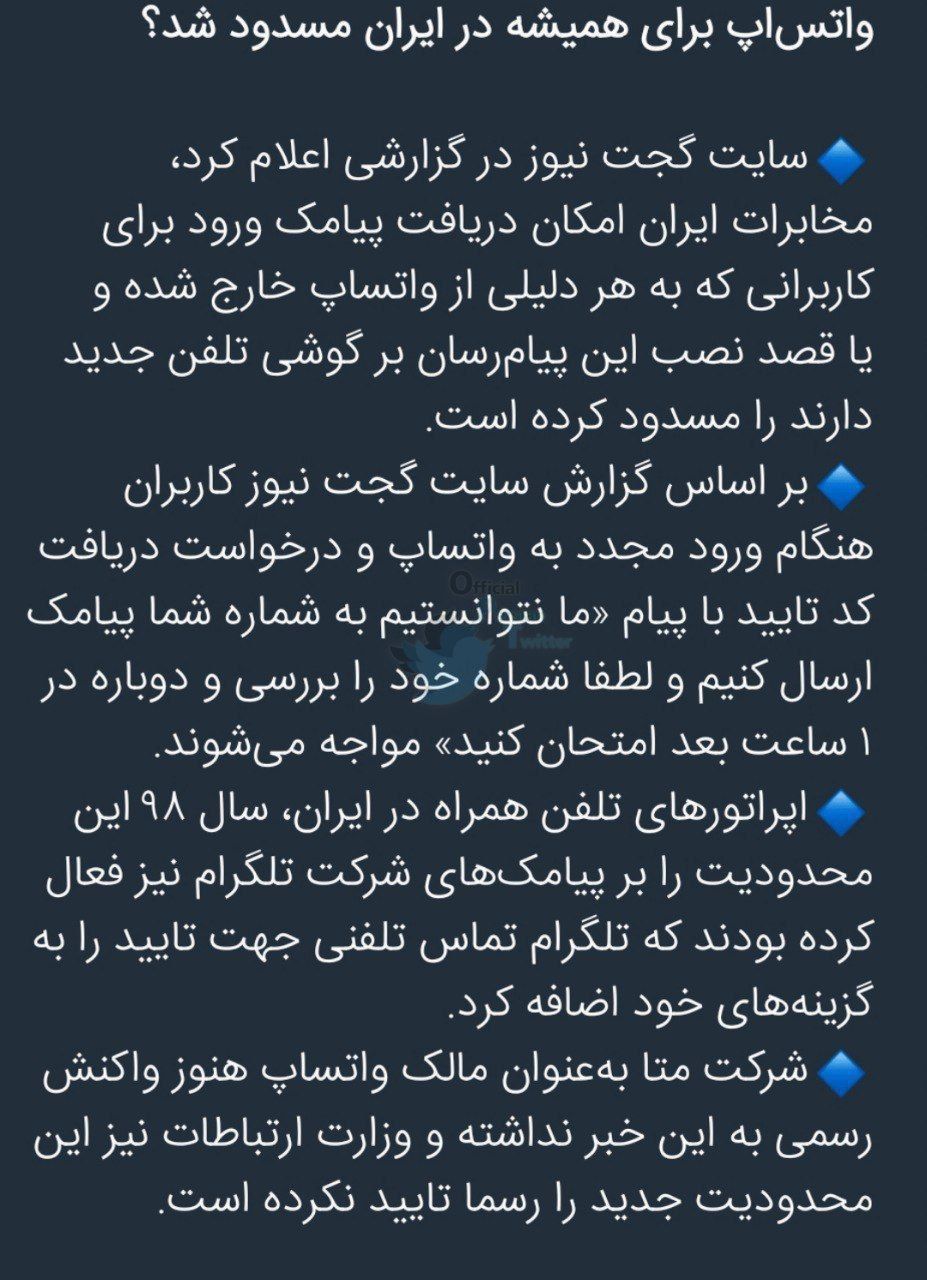 واتس‌اپ برای همیشه در ایران مسدود شد؟
سایت گجت نیوز در گزارشی اعلام کرد،
مخابرات ایران امکان دریافت پیامک ورود برای
کاربرانی که به هر دلیلی از واتساپ خارج شده و
یا قصد نصب این پیام‌رسان بر گوشی تلفن جدید
دارند را مسدود کرده است.
بر اساس گزارش سایت گجت نیوز کاربران
هنگام ورود مجدد به واتساپ و درخواست دریافت
کد تایید با پیام «ما نتوانستیم به شماره شما پیامک
ارسال کنیم و لطفا شماره خود را بررسی و دوباره در
۱ ساعت بعد امتحان کنید» مواجه می‌شوند.
اپراتورهای تلفن همراه در ایران، سال ۹۸ این
محدودیت را بر پیامک‌های شرکت تلگرام نیز فعال
کرده بودند که تلگرام تماس تلفنی جهت تایید را به
گزینه‌های خود اضافه کرد.
شرکت متا به‌عنوان مالک واتساپ هنوز واکنش
رسمی به این خبر نداشته و وزارت ارتباطات نیز این
محدودیت جدید را رسما تایید نکرده است.
Official
Twitter